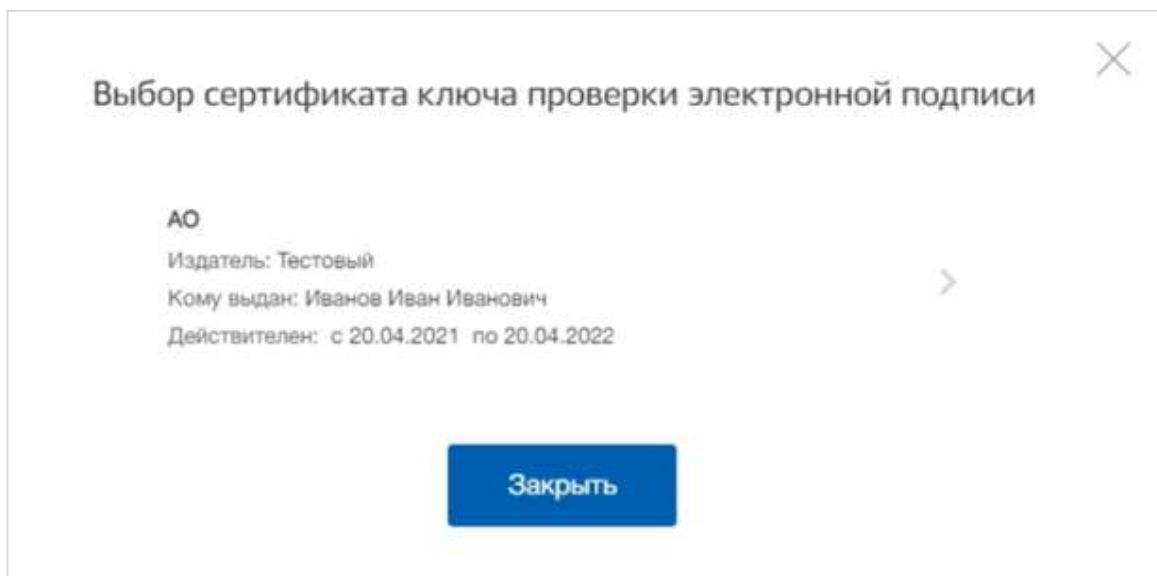 Выбор сертификата ключа проверки электронной подписи
АО
Издатель: Тестовый
Кому выдан: Иванов Иван Иванович
Действителен: с 20.04.2021 по 20.04.2022
Закрыть